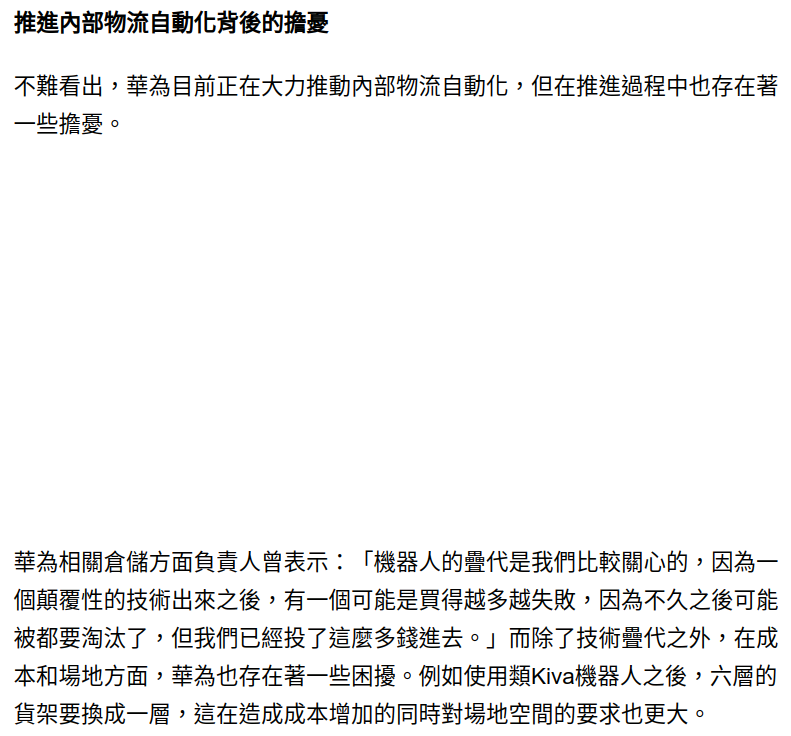 推進內部物流自動化背後的擔憂
不難看出，華為目前正在大力推動內部物流自動化，但在推進過程中也存在著
一些擔憂。
華為相關倉儲方面負責人曾表示：「機器人的疊代是我們比較關心的，因為一
個顛覆性的技術出來之後，有一個可能是買得越多越失敗，因為不久之後可能
被都要淘汰了，但我們已經投了這麼多錢進去。」而除了技術疊代之外，在成
本和場地方面，華為也存在著一些困擾。例如使用類Kiva機器人之後，六層的
貨架要換成一層，這在造成成本增加的同時對場地空間的要求也更大。